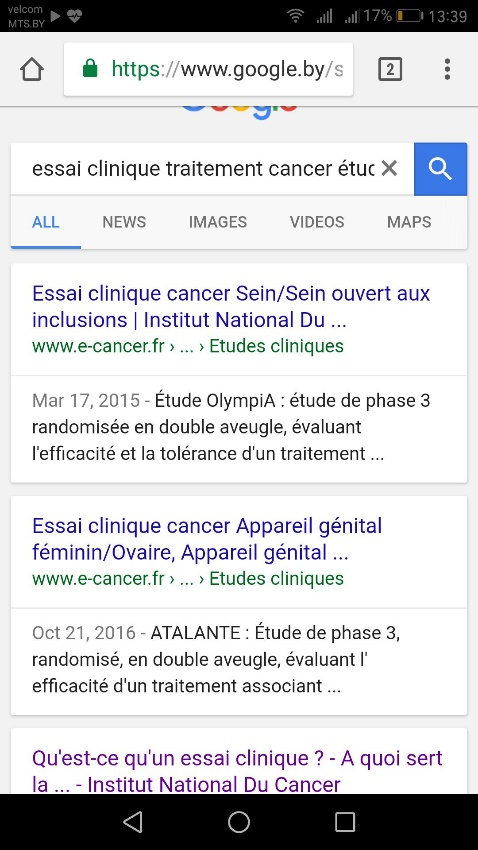 velcom
MTS.BY
17% 13:39
https://www.google.by/s
2
Google
essai clinique traitement cancer étuc
ALL NEWS IMAGES VIDEOS MAPS
Essai clinique cancer Sein/Sein ouvert aux
inclusions | Institut National Du ...
www.e-cancer.fr › ... › Etudes cliniques
Mar 17, 2015 - Étude OlympiA : étude de phase 3
randomisée en double aveugle, évaluant
l'efficacité et la tolérance d'un traitement ...
Essai clinique cancer Appareil génital
féminin/Ovaire, Appareil génital ...
www.e-cancer.fr › ... › Etudes cliniques
Oct 21, 2016 - ATALANTE : Étude de phase 3,
randomisé, en double aveugle, évaluant l'
efficacité d'un traitement associant ...
Qu'est-ce qu'un essai clinique ? - A quoi sert
la ... - Institut National Du Cancer